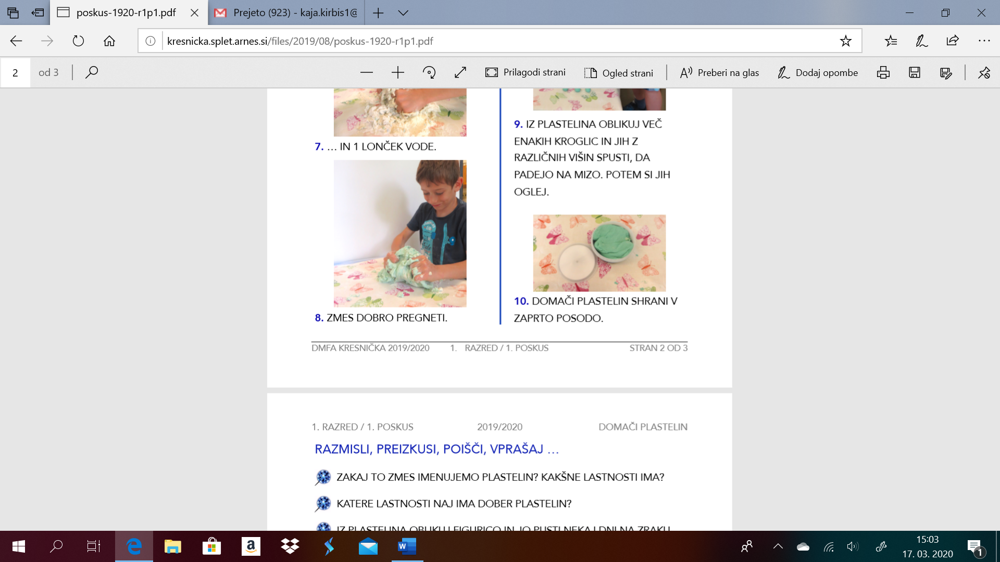 poskus-1920-r1p1.pdf
Prejeto (923) - kaja.kirbis1@
kresnicka.splet.arnes.si/files/2019/08/poskus-1920-r1p1.pdf
2 od 3
Prilagodi strani
Ogled strani
Preberi na glas
Dodaj opombe
7. ... IN 1 LONČEK VODE.
8. ZMES DOBRO PREGNETI.
9. IZ PLASTELINA OBLIKUJ VEČ
ENAKIH KROGLIC IN JIH Z
RAZLIČNIH VIŠIN SPUSTI, DA
PADEJO NA MIZO. POTEM SI JIH
OGLEJ.
10. DOMAČI PLASTELIN SHRANI V
ZAPRTO POSODO.
DMFA KRESNIČKA 2019/2020 1. RAZRED / 1. POSKUS STRAN 2 OD 3
1. RAZRED / 1. POSKUS 2019/2020 DOMAČI PLASTELIN
RAZMISLI, PREIZKUSI, POIŠČI, VPRAŠAJ ...
ZAKAJ TO ZMES IMENUJEMO PLASTELIN? KAKŠNE LASTNOSTI IMA?
KATERE LASTNOSTI NAJ IMA DOBER PLASTELIN?
IZ PLASTELINA OBLIKUJ FIGURICO IN JO PUSTI NEKAJ DNI NA ZRAKU.
15:03
17. 03. 2020
1